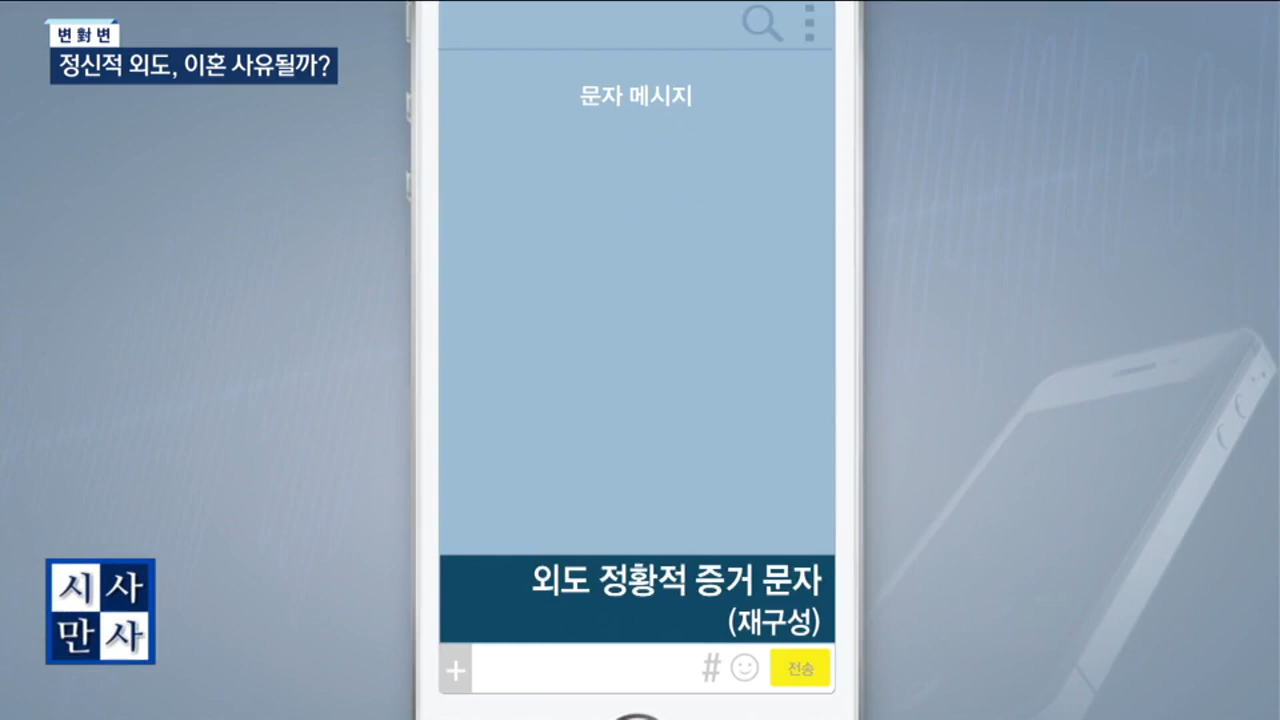 변 對 변
정신적 외도, 이혼 사유될까?
문자 메시지
외도 정황적 증거 문자
(재구성)
+
#
전송
시사
만사